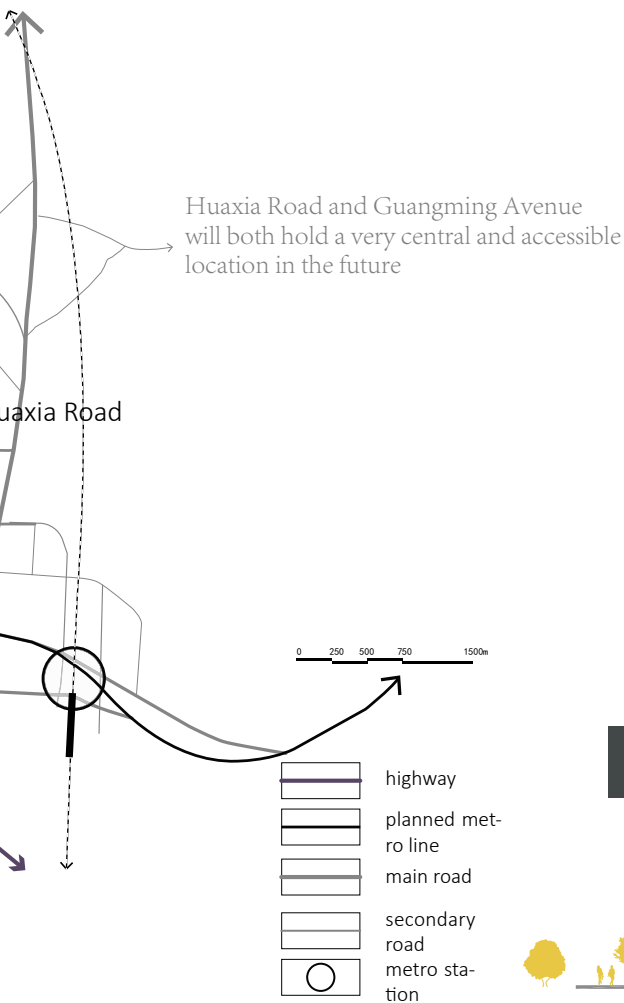 Huaxia Road and Guangming Avenue
will both hold a very central and accessible
location in the future
uaxia Road
0 250 500 750 1500m
highway
planned met-
ro line
main road
secondary
road
metro sta-
tion